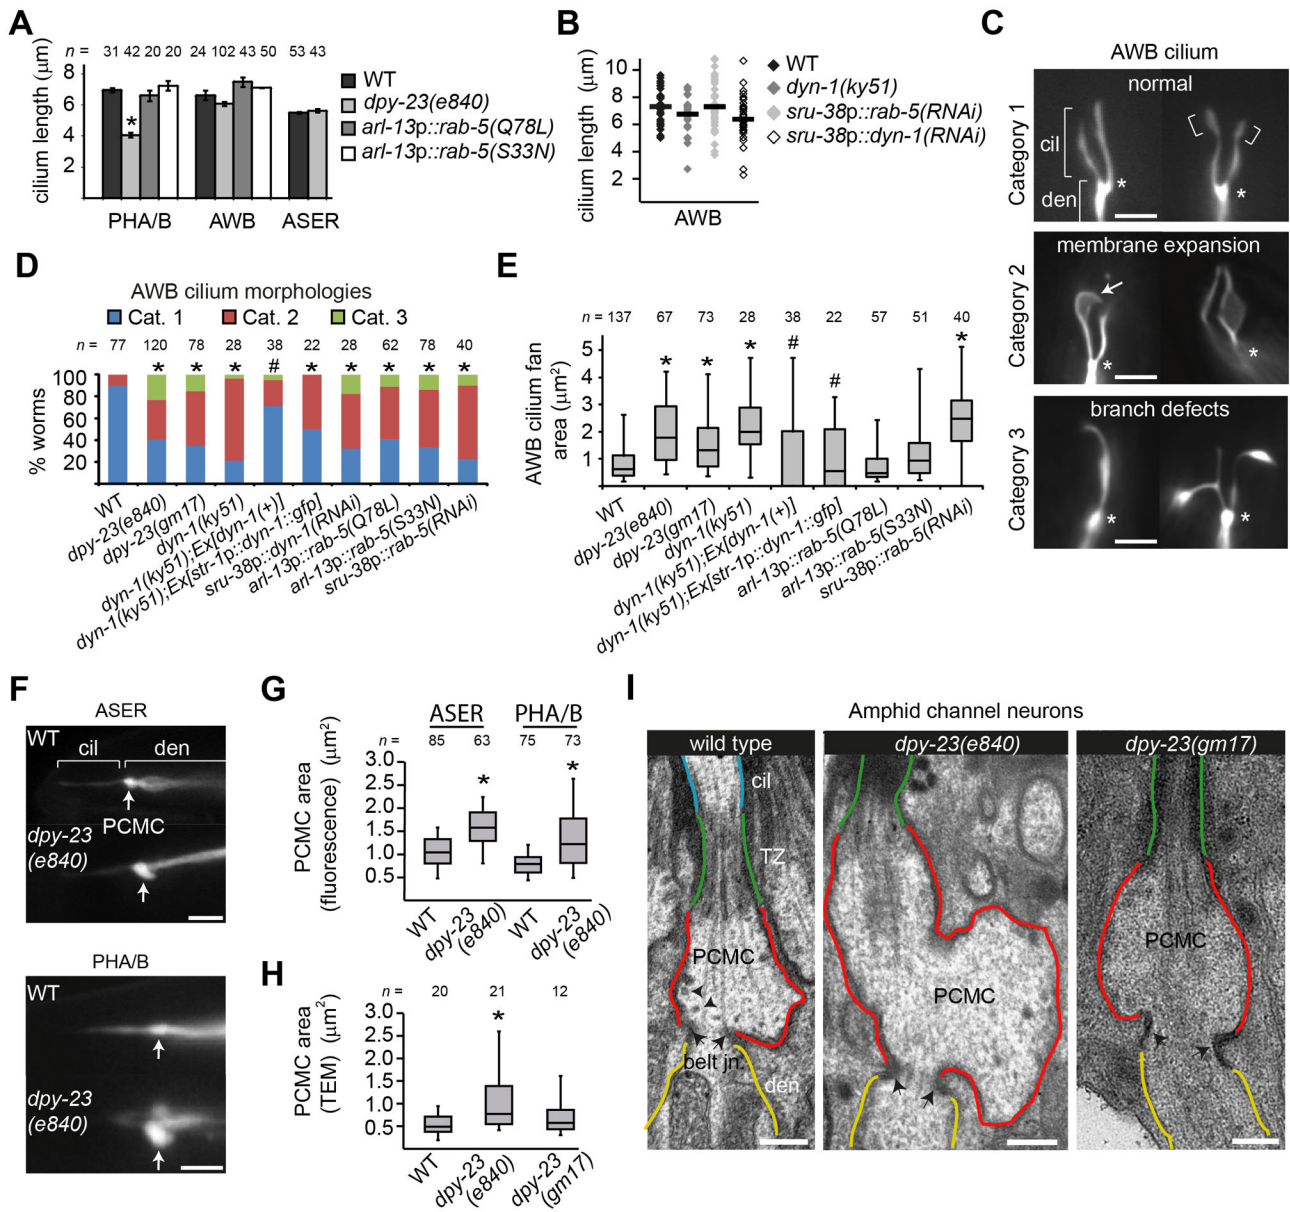 A
n = 31 42 20 20 24 102 43 50 53 43
cilium length (μm)
8
6
4
2
*
WT
dpy-23(e840)
arl-13p::rab-5(Q78L)
arl-13p::rab-5(S33N)
PHA/B AWB ASER
B
cilium length (μm)
10
8
6
4
2
AWB
WT
dyn-1(ky51)
sru-38p::rab-5(RNAi)
sru-38p::dyn-1(RNAi)
C
AWB cilium
Category 1
normal
cil
den
*
*
Category 2
membrane expansion
*
*
Category 3
branch defects
*
*
D
AWB cilium morphologies
Cat. 1 Cat. 2 Cat. 3
n = 77 120 78 28 38 22 28 62 78 40
* * * # * * * * *
% worms
100
80
60
40
20
WT
dpy-23(e840)
dpy-23(gm17)
dyn-1(ky51)
dyn-1(ky51);Ex[dyn-1(+)]
dyn-1(ky51);Ex[str-1p::dyn-1::gfp]
sru-38p::dyn-1(RNAi)
arl-13p::rab-5(Q78L)
arl-13p::rab-5(S33N)
sru-38p::rab-5(RNAi)
E
n = 137 67 73 28 38 22 57 51 40
* * * # # *
AWB cilium fan
area (μm²)
5
4
3
2
1
WT
dpy-23(e840)
dpy-23(gm17)
dyn-1(ky51)
dyn-1(ky51);Ex[dyn-1(+)]
dyn-1(ky51);Ex[str-1p::dyn-1::gfp]
arl-13p::rab-5(Q78L)
arl-13p::rab-5(S33N)
sru-38p::rab-5(RNAi)
F
ASER
WT
cil den
PCMC
dpy-23
(e840)
PHA/B
WT
dpy-23
(e840)
G
ASER PHA/B
n = 85 63 75 73
* *
PCMC area
(fluorescence) (μm²)
3.0
2.5
2.0
1.5
1.0
0.5
WT
dpy-23
(e840)
WT
dpy-23
(e840)
H
n = 20 21 12
*
PCMC area
(TEM) (μm²)
3.0
2.5
2.0
1.5
1.0
0.5
WT
dpy-23
(e840)
dpy-23
(gm17)
I
Amphid channel neurons
wild type
cil
TZ
PCMC
belt jn.
den
dpy-23(e840)
PCMC
dpy-23(gm17)
PCMC